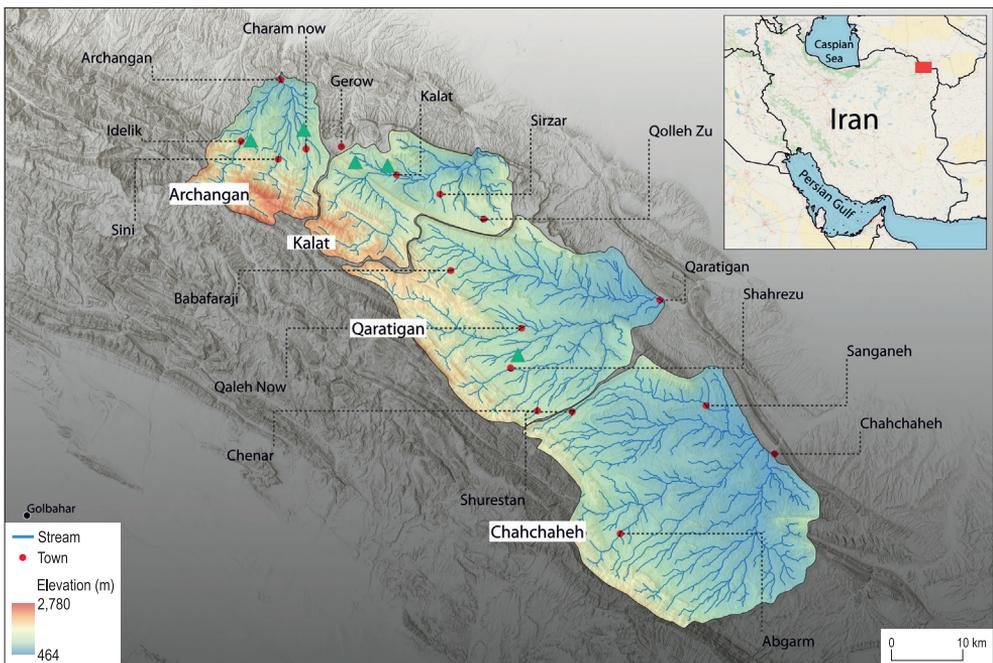 Charam now
Archangan
Gerow
Kalat
Sirzar
Qolleh Zu
Idelik
Archangan
Sini
Kalat
Babafaraji
Qaratigan
Shahrezu
Qaratigan
Sanganeh
Qaleh Now
Chahchaheh
Chenar
Shurestan
Chahchaheh
Abgarm
Golbahar
Stream
Town
Elevation (m)
2,780
464
0 10 km
Caspian
Sea
Iran
Persian Gulf